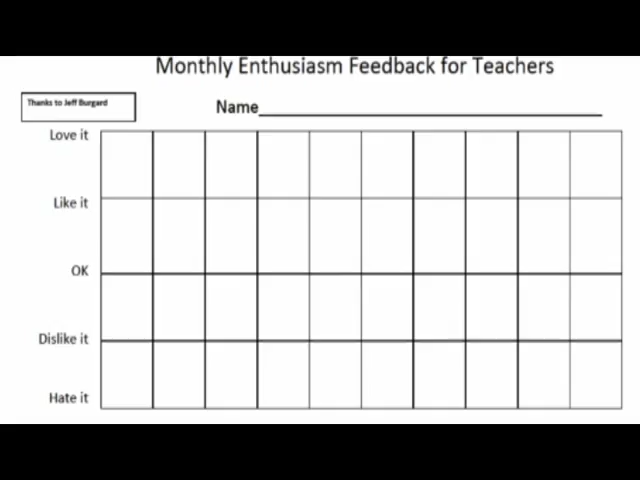 Monthly Enthusiasm Feedback for Teachers
Thanks to Jeff Burgard
Name
Love it
Like it
OK
Dislike it
Hate it